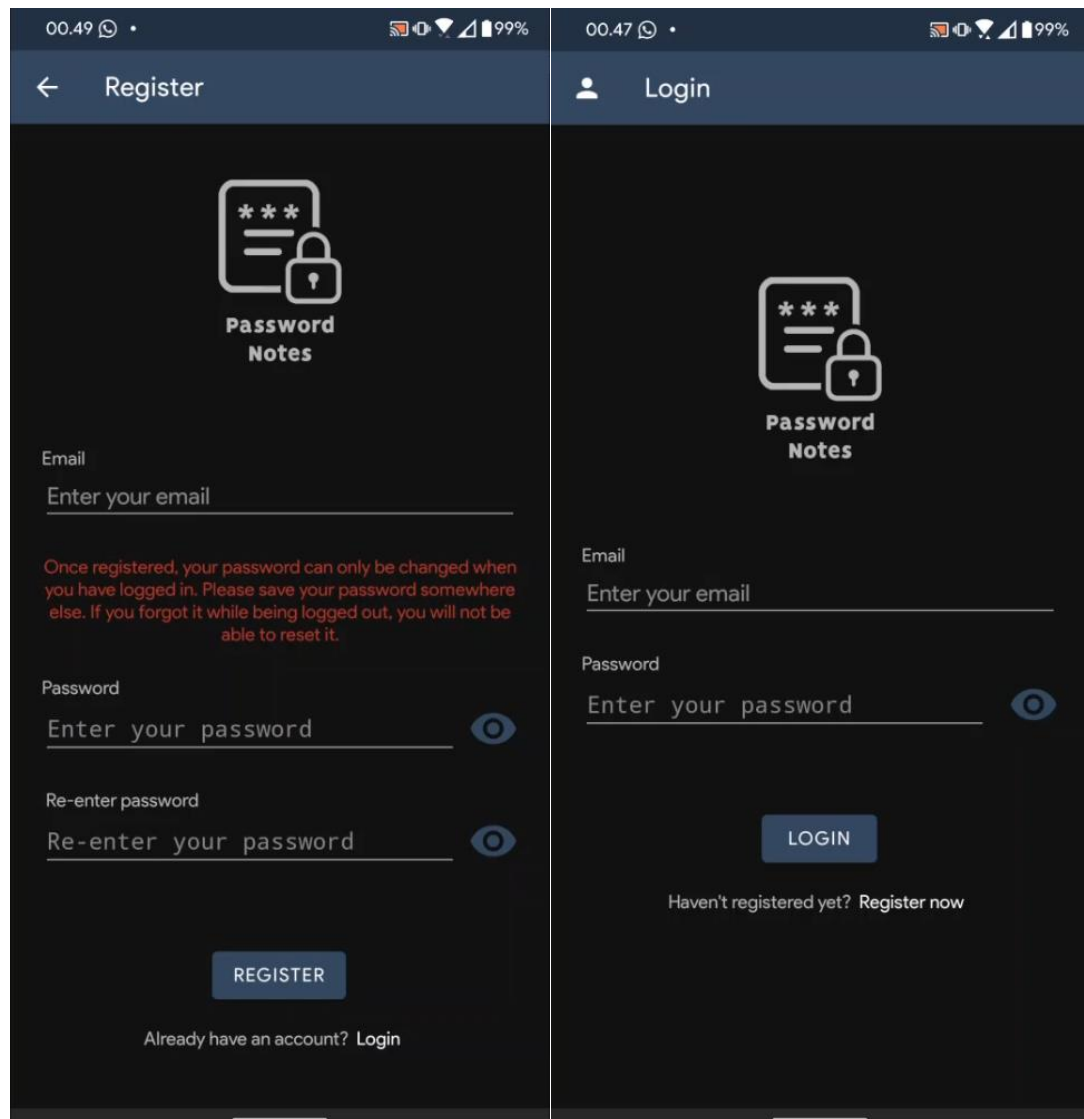 00.49
99%
Register
***
Password
Notes
Email
Enter your email
Once registered, your password can only be changed when
you have logged in. Please save your password somewhere
else. If you forgot it while being logged out, you will not be
able to reset it.
Password
Enter your password
Re-enter password
Re-enter your password
REGISTER
Already have an account? Login
00.47
99%
Login
***
Password
Notes
Email
Enter your email
Password
Enter your password
LOGIN
Haven't registered yet? Register now